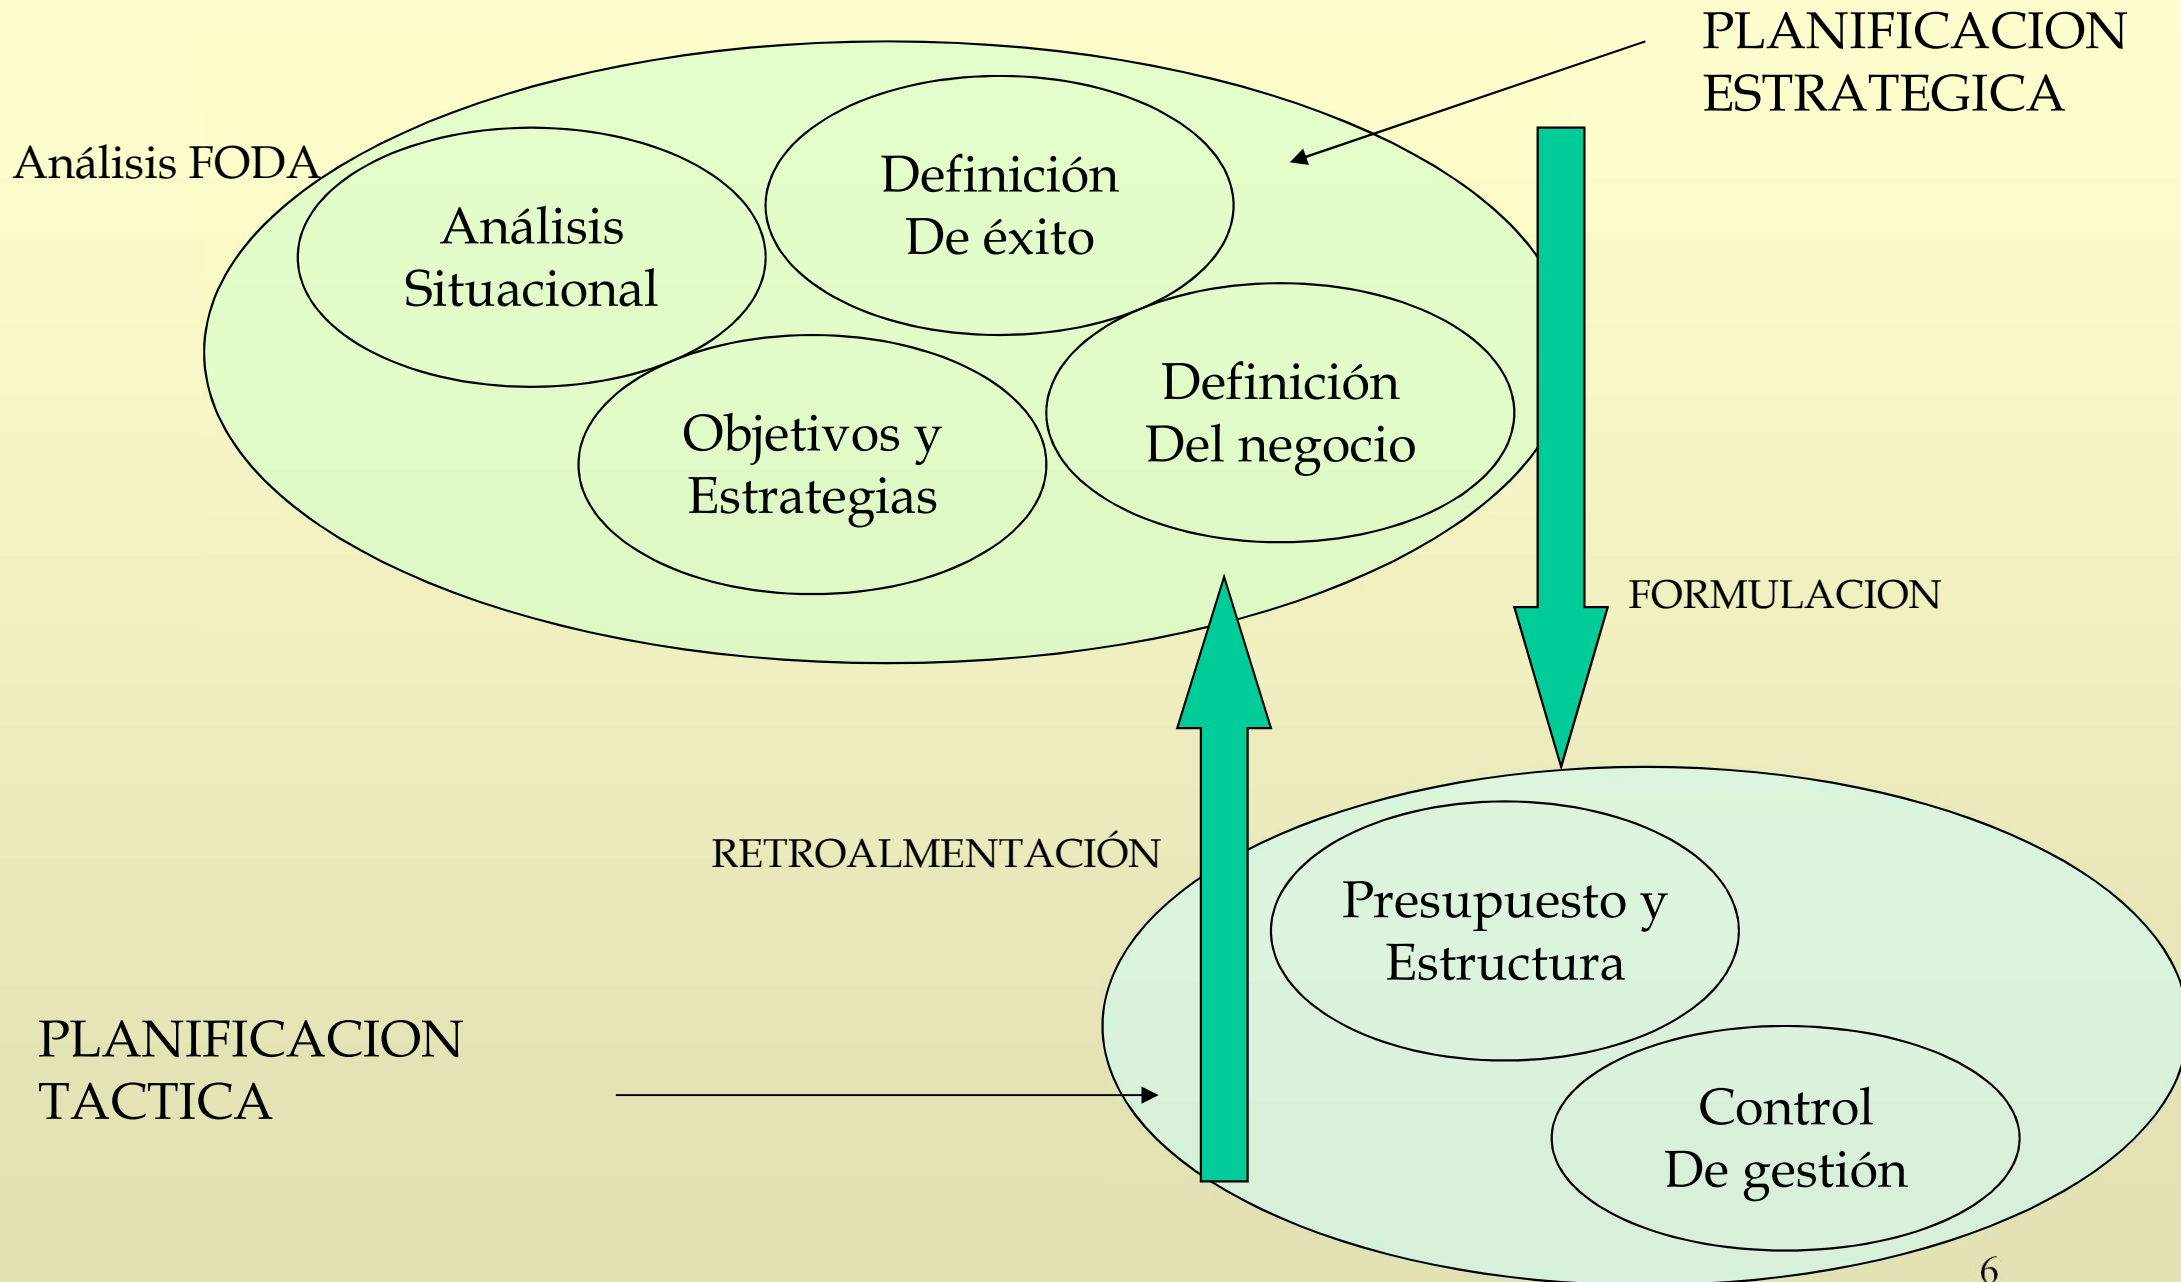 PLANIFICACION
ESTRATEGICA
Análisis FODA
Definición
De éxito
Análisis
Situacional
Definición
Del negocio
Objetivos y
Estrategias
FORMULACION
RETROALMENTACIÓN
Presupuesto y
Estructura
PLANIFICACION
TACTICA
Control
De gestión
6